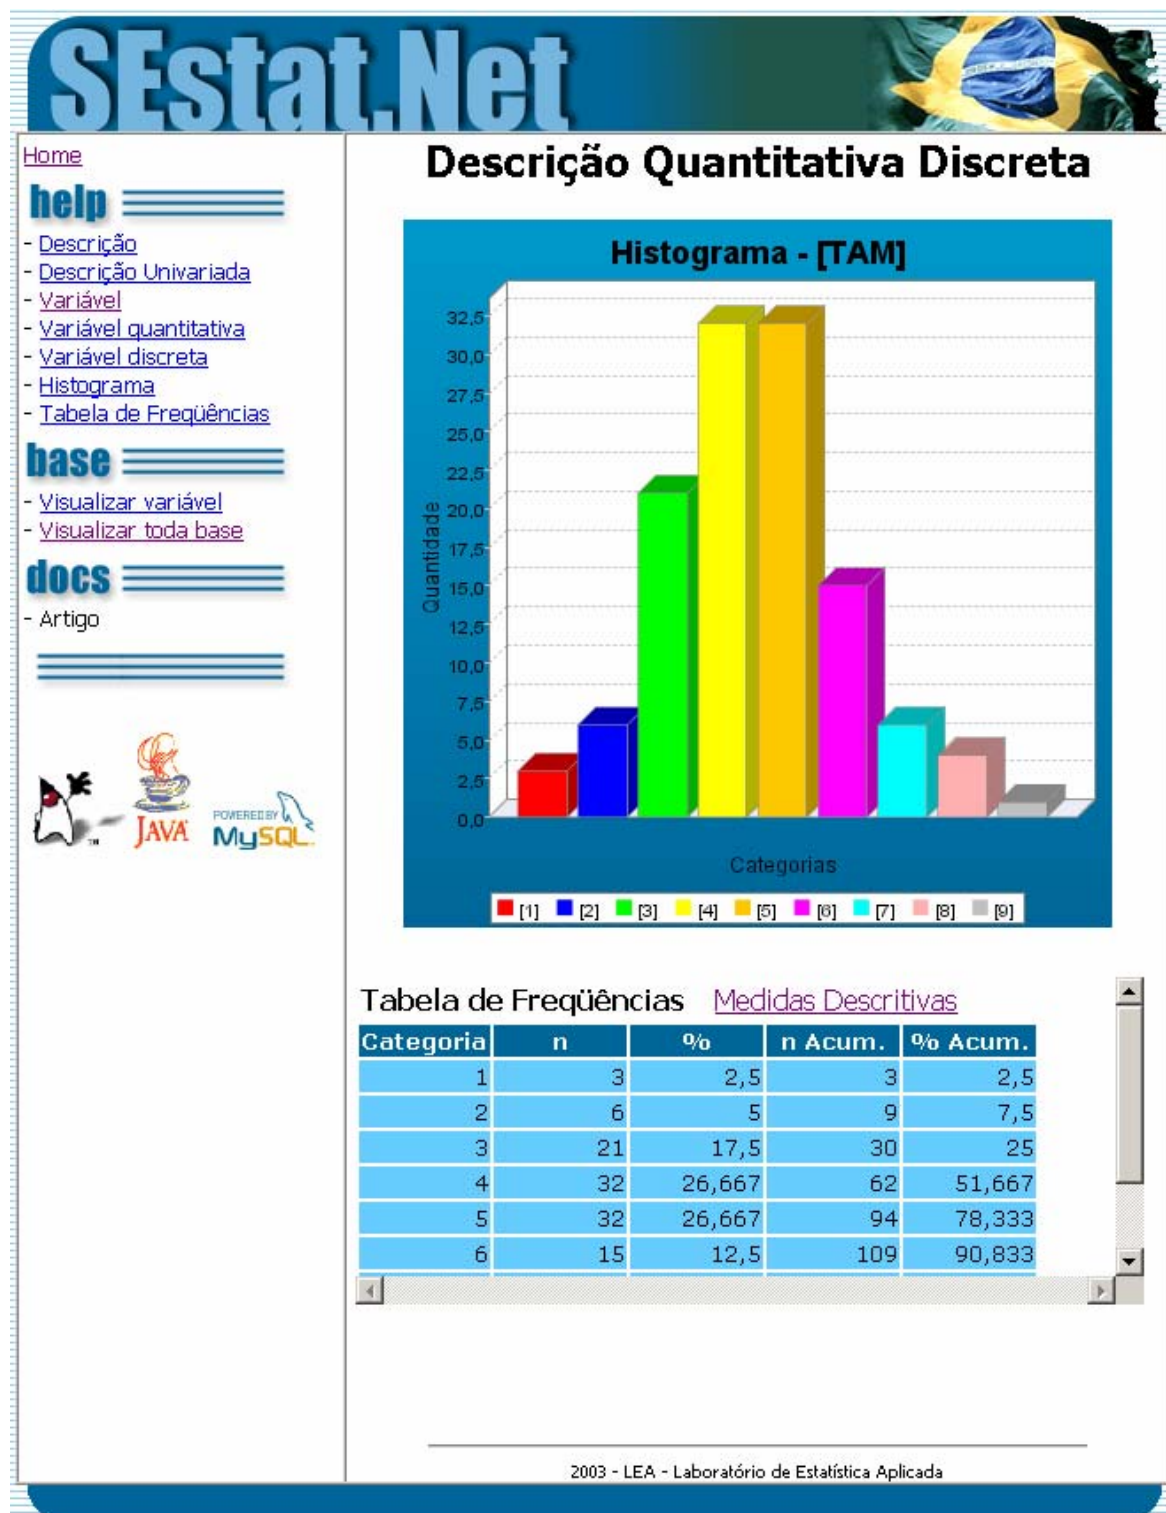 SEstat.Net
Home
help
- Descrição
- Descrição Univariada
- Variável
- Variável quantitativa
- Variável discreta
- Histograma
- Tabela de Freqüências
base
- Visualizar variável
- Visualizar toda base
docs
- Artigo
JAVA
POWERED BY
MySQL
Descrição Quantitativa Discreta
Histograma - [TAM]
Quantidade
32,5
30,0
27,5
25,0
22,5
20,0
17,5
15,0
12,5
10,0
7,5
5,0
2,5
0,0
Categorias
[1] [2] [3] [4] [5] [6] [7] [8] [9]
Tabela de Freqüências Medidas Descritivas
Categoria n % n Acum. % Acum.
1 3 2,5 3 2,5
2 6 5 9 7,5
3 21 17,5 30 25
4 32 26,667 62 51,667
5 32 26,667 94 78,333
6 15 12,5 109 90,833
2003 - LEA - Laboratório de Estatística Aplicada